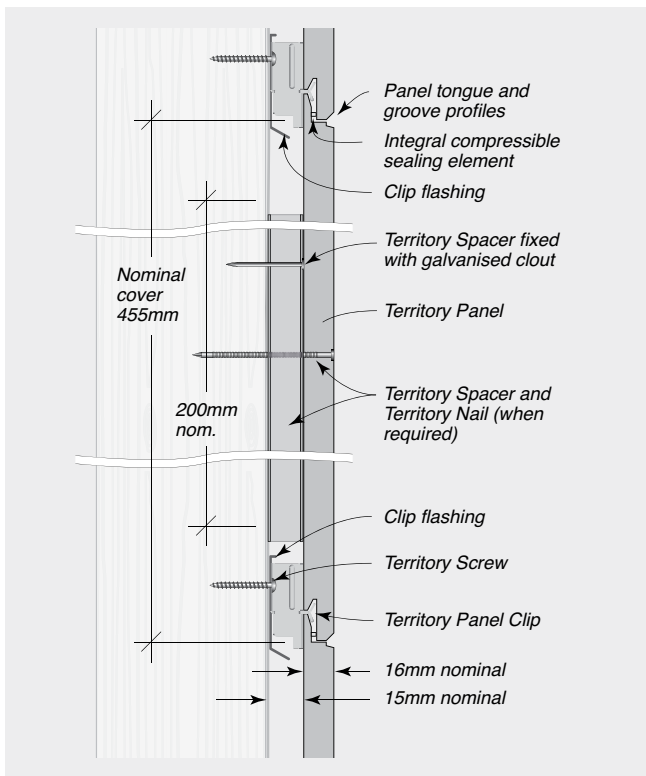 Panel tongue and
groove profiles
Integral compressible
sealing element
Clip flashing
Territory Spacer fixed
with galvanised clout
Nominal
cover
455mm
Territory Panel
200mm
nom.
Territory Spacer and
Territory Nail (when
required)
Clip flashing
Territory Screw
Territory Panel Clip
16mm nominal
15mm nominal